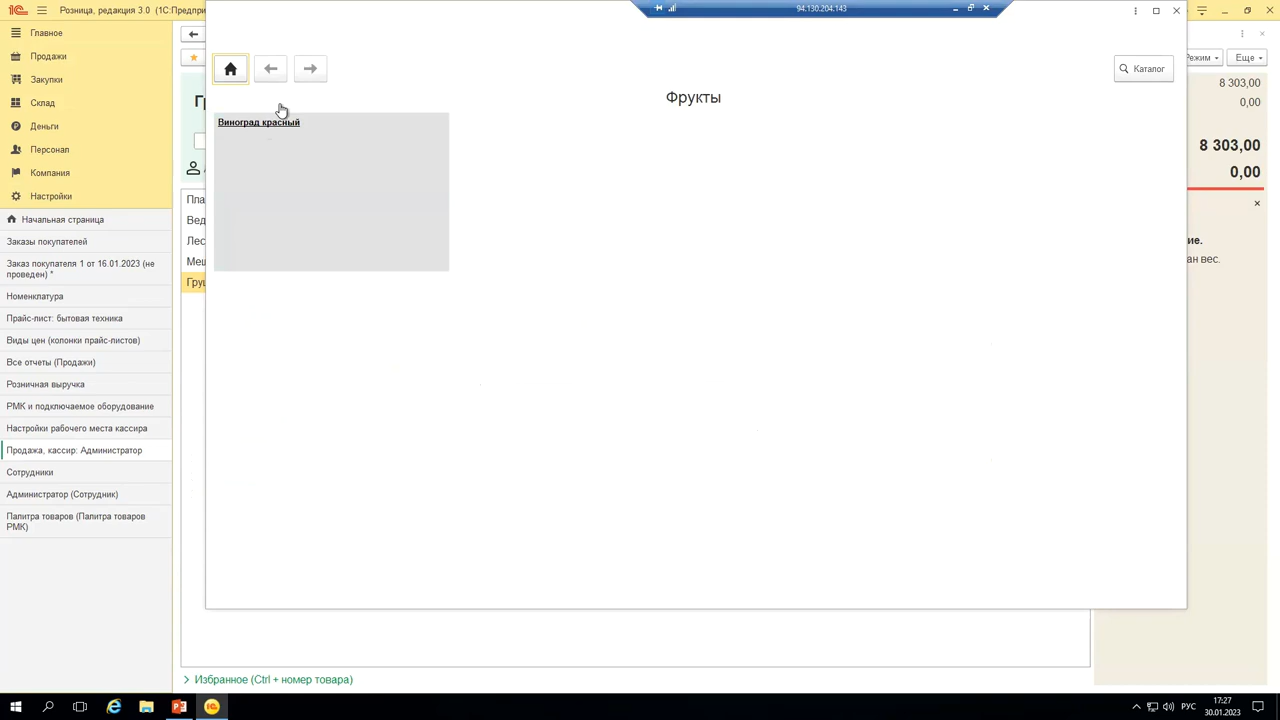 Розница, редакция 3.0 (1С:Предпр
94.130.204.143
Главное
Продажи
Закупки
Склад
Деньги
Персонал
Компания
Настройки
Начальная страница
Заказы покупателей
Заказ покупателя 1 от 16.01.2023 (не
проведен) *
Номенклатура
Прайс-лист: бытовая техника
Виды цен (колонки прайс-листов)
Все отчеты (Продажи)
Розничная выручка
РМК и подключаемое оборудование
Настройки рабочего места кассира
Продажа, кассир: Администратор
Сотрудники
Администратор (Сотрудник)
Палитра товаров (Палитра товаров
РМК)
Каталог
Фрукты
Виноград красный
Режим
Еще
8 303,00
0,00
8 303,00
0,00
ие.
ан вес.
Пла
Вед
Лес
Меш
Груш
Избранное (Ctrl + номер товара)
РУС
17:27
30.01.2023